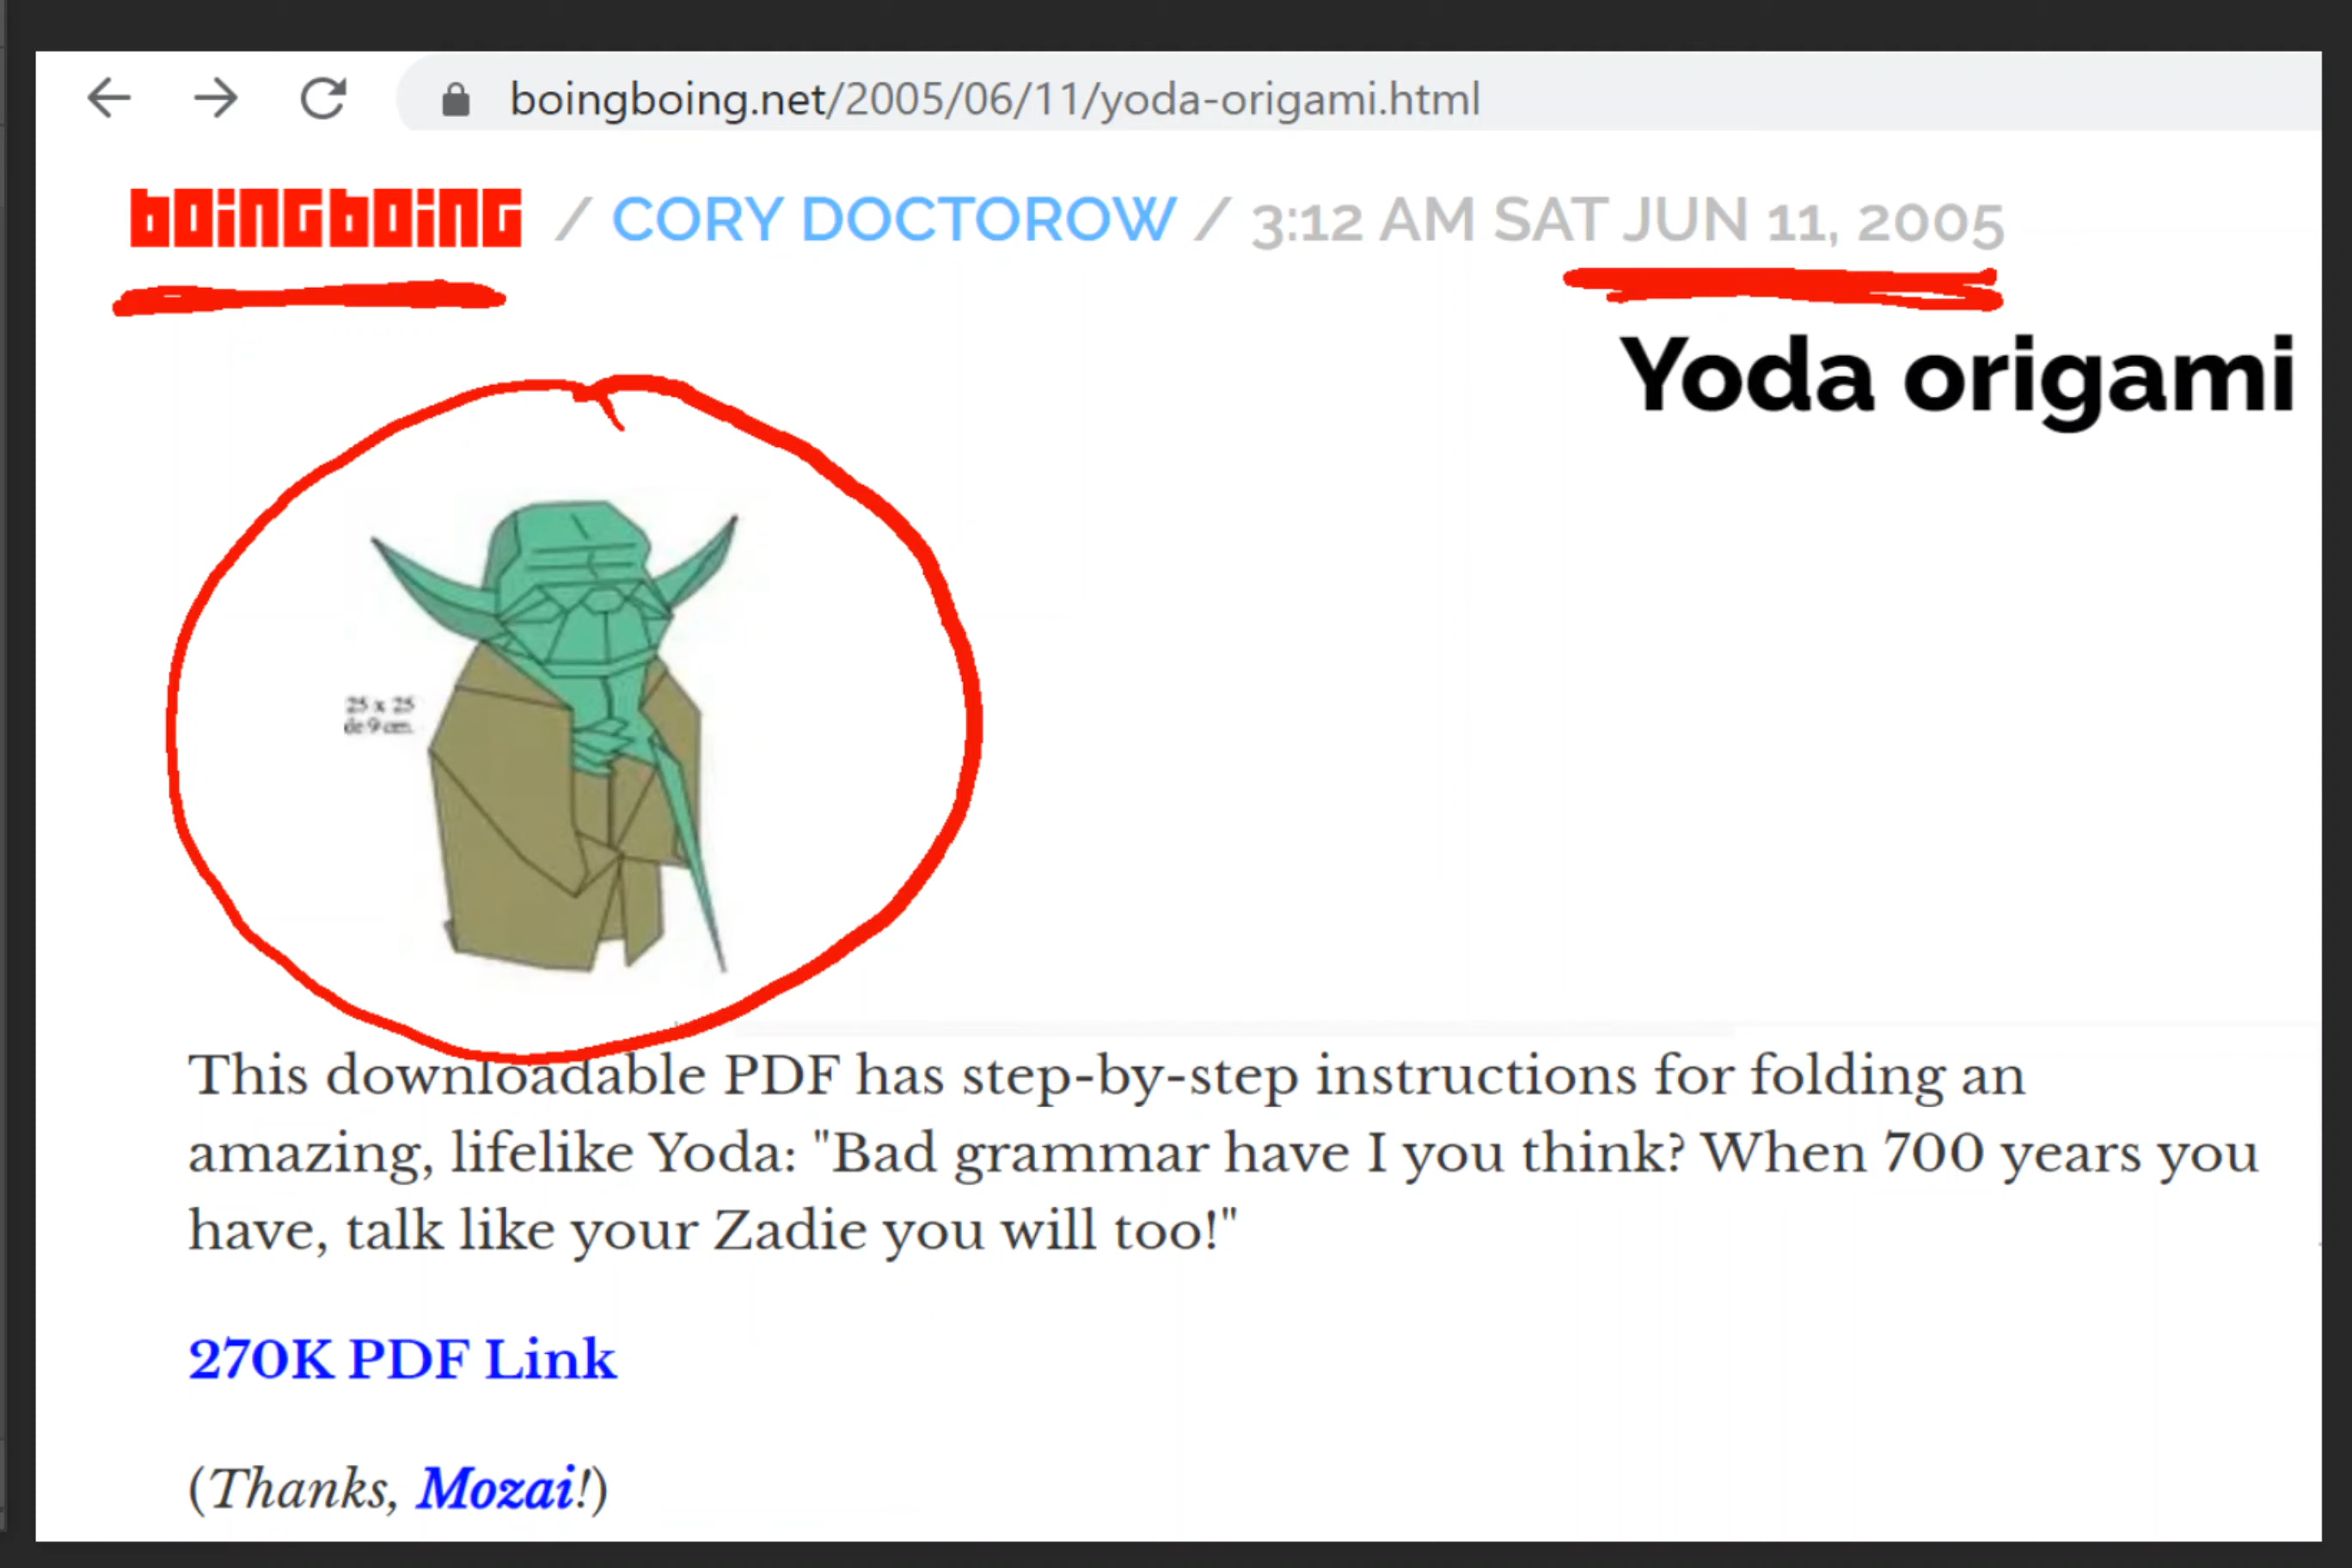 boingboing.net/2005/06/11/yoda-origami.html
boingboing / CORY DOCTOROW / 3:12 AM SAT JUN 11, 2005
Yoda origami
25 x 25
de 9 cm.
This downloadable PDF has step-by-step instructions for folding an
amazing, lifelike Yoda: "Bad grammar have I you think? When 700 years you
have, talk like your Zadie you will too!"
270K PDF Link
(Thanks, Mozai!)